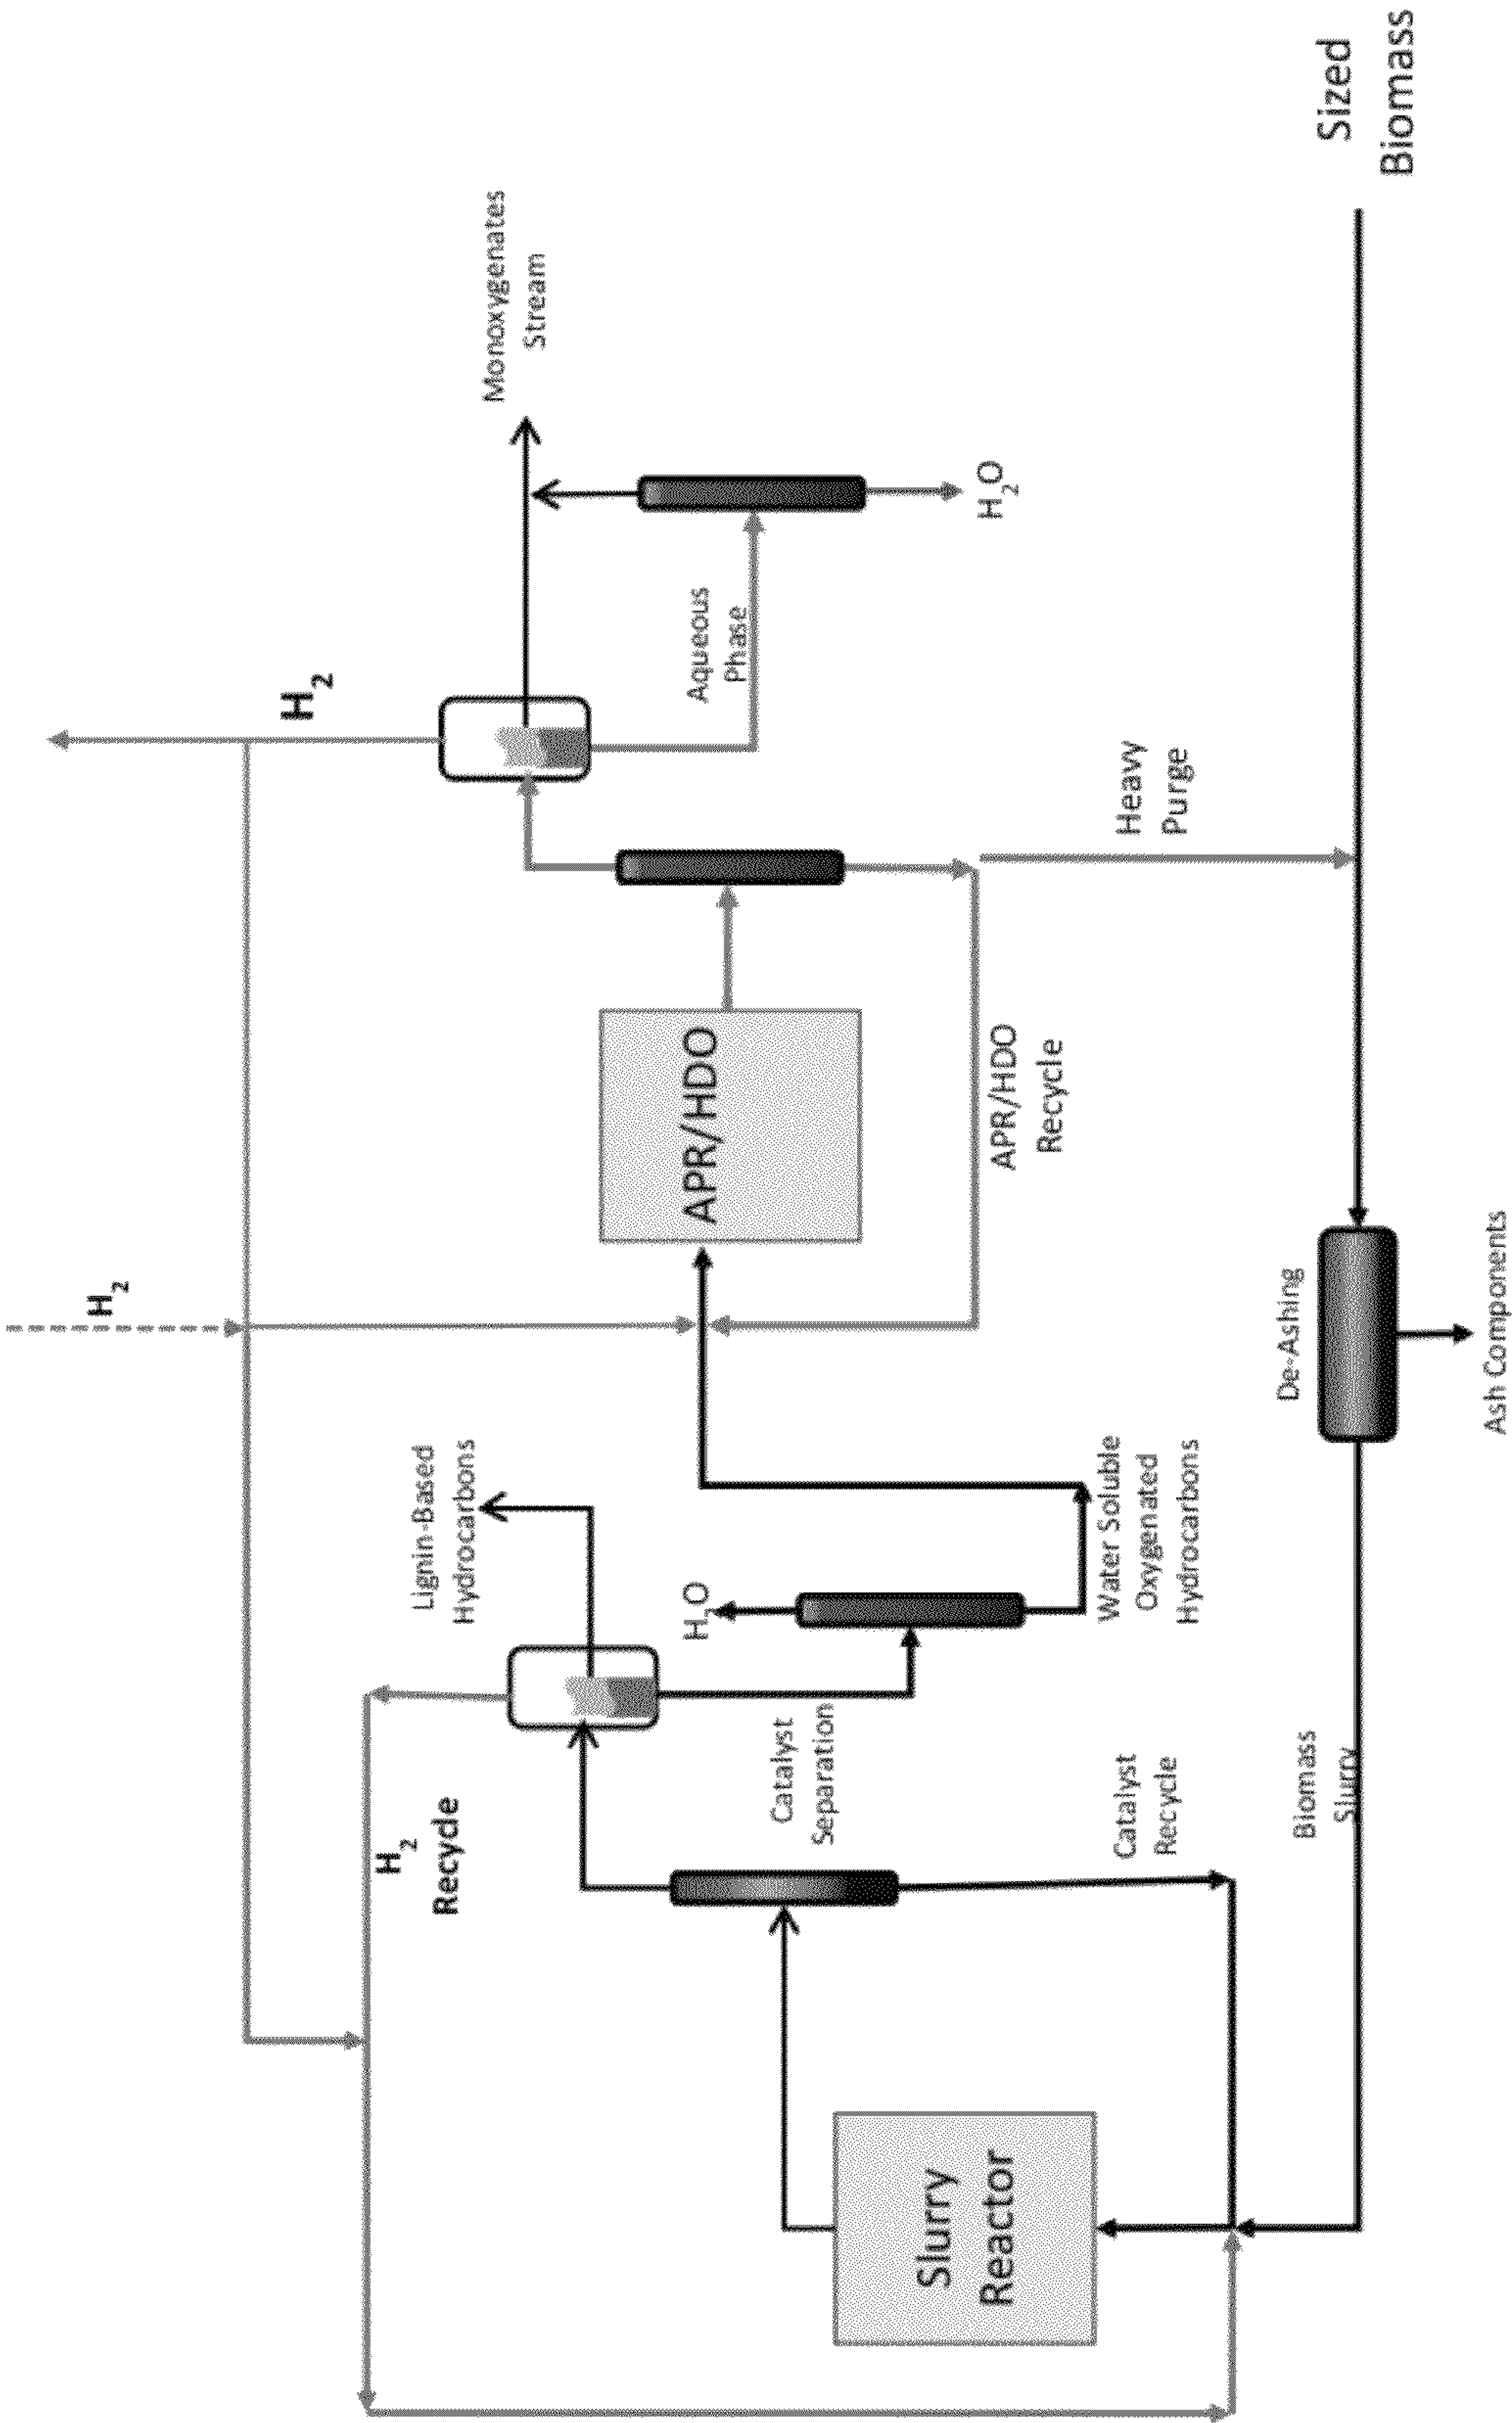 H2
H2
H2
Recycle
Lignin-Based
Hydrocarbons
Monoxygenates
Stream
H2O
APR/HDO
Aqueous
Phase
Catalyst
Separation
Slurry
Reactor
H2O
APR/HDO
Recycle
Water Soluble
Oxygenated
Hydrocarbons
Catalyst
Recycle
Heavy
Purge
De-Ashing
Biomass
Slurry
Sized
Biomass
Ash Components